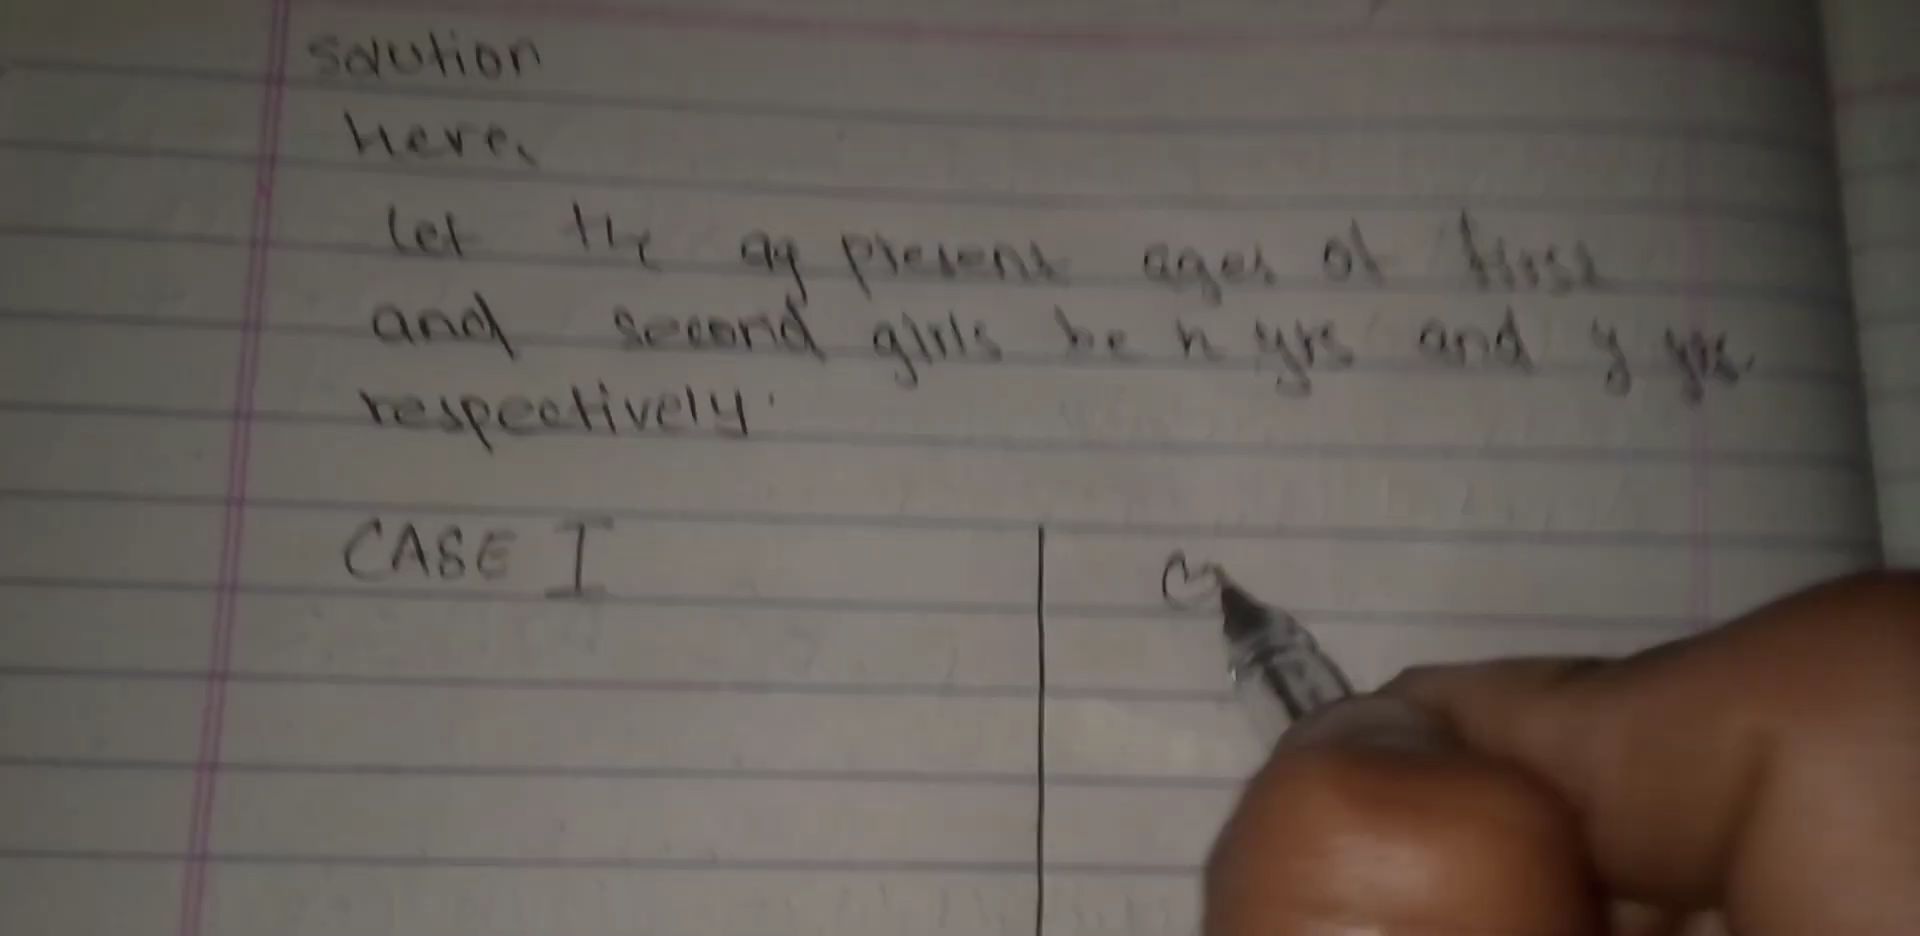 Solution
Here,
Let the ag present ages of first
and second girls be x yrs and y yrs.
respectively.
CASE I
C